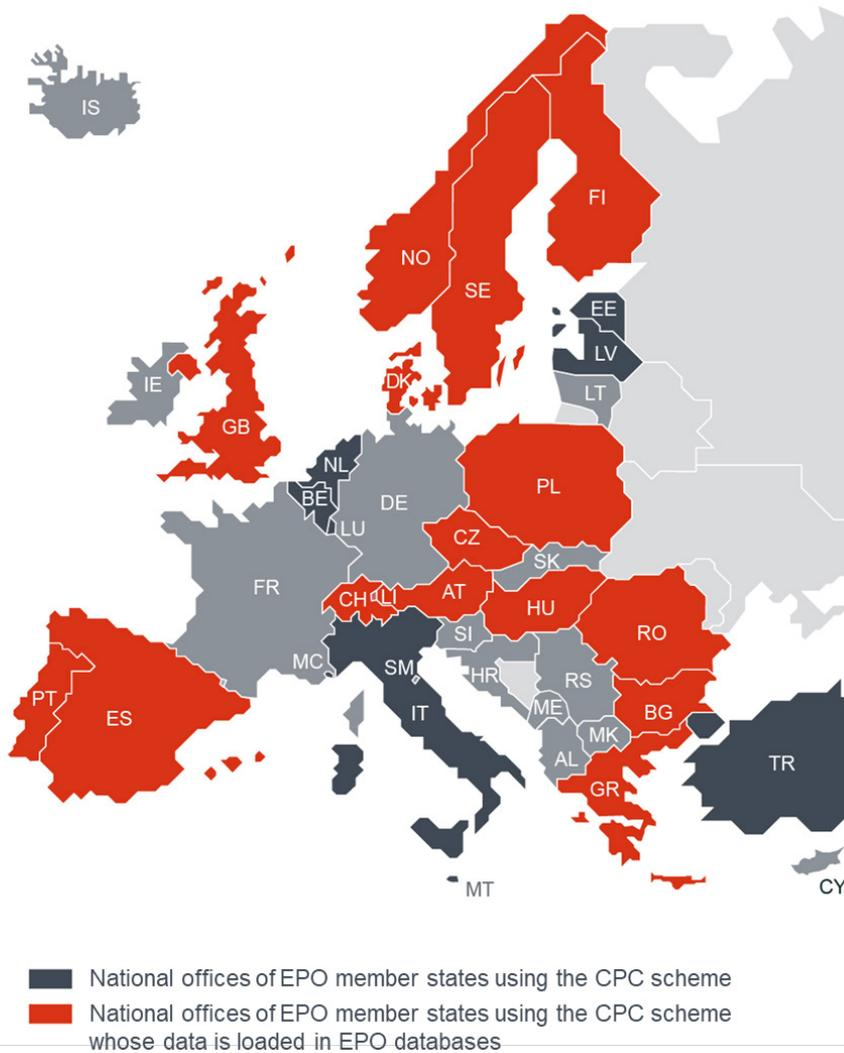 IS
FI
NO
SE
EE
LV
LT
DK
IE
GB
NL
BE
PL
DE
LU
CZ
SK
FR
CH
LI
AT
HU
SI
RO
MC
SM
HR
RS
PT
ES
IT
ME
BG
MK
AL
TR
GR
MT
CY
National offices of EPO member states using the CPC scheme
National offices of EPO member states using the CPC scheme
whose data is loaded in EPO databases